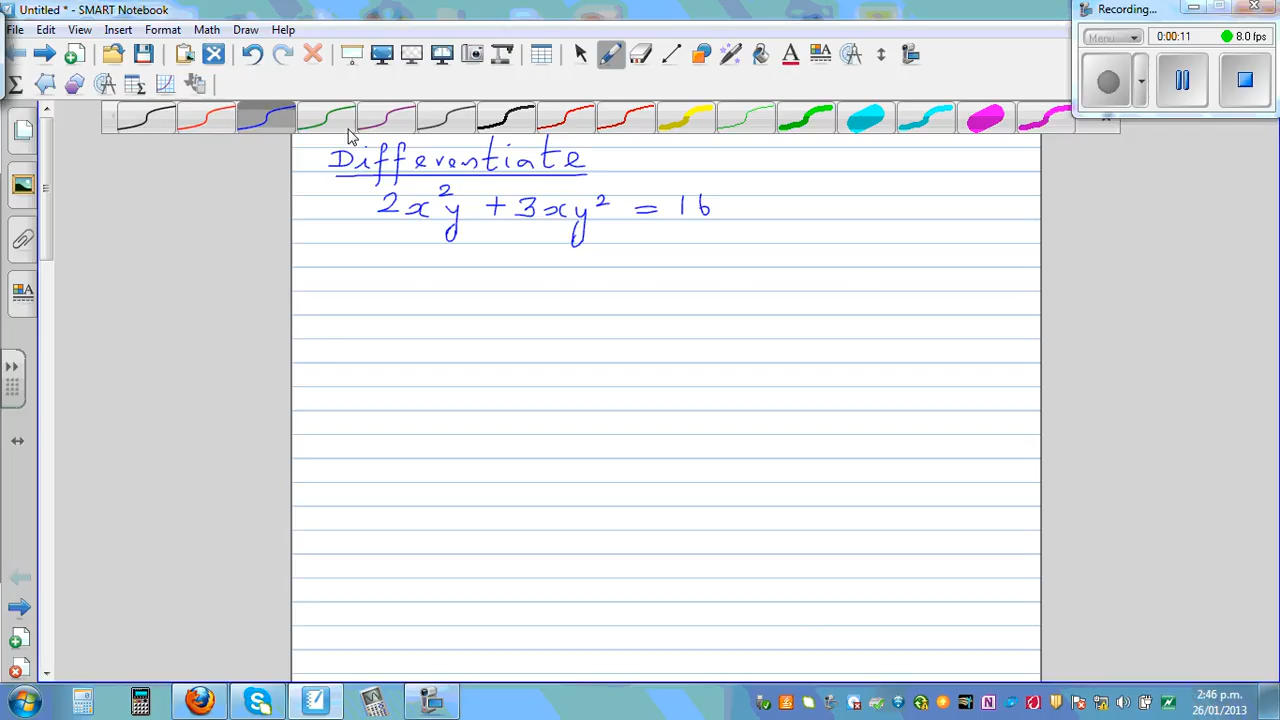 Untitled * - SMART Notebook
Recording...
File Edit View Insert Format Math Draw Help
Menu
0:00:11
8.0 fps
Differentiate
2x²y + 3xy² = 16
2:46 p.m.
26/01/2013